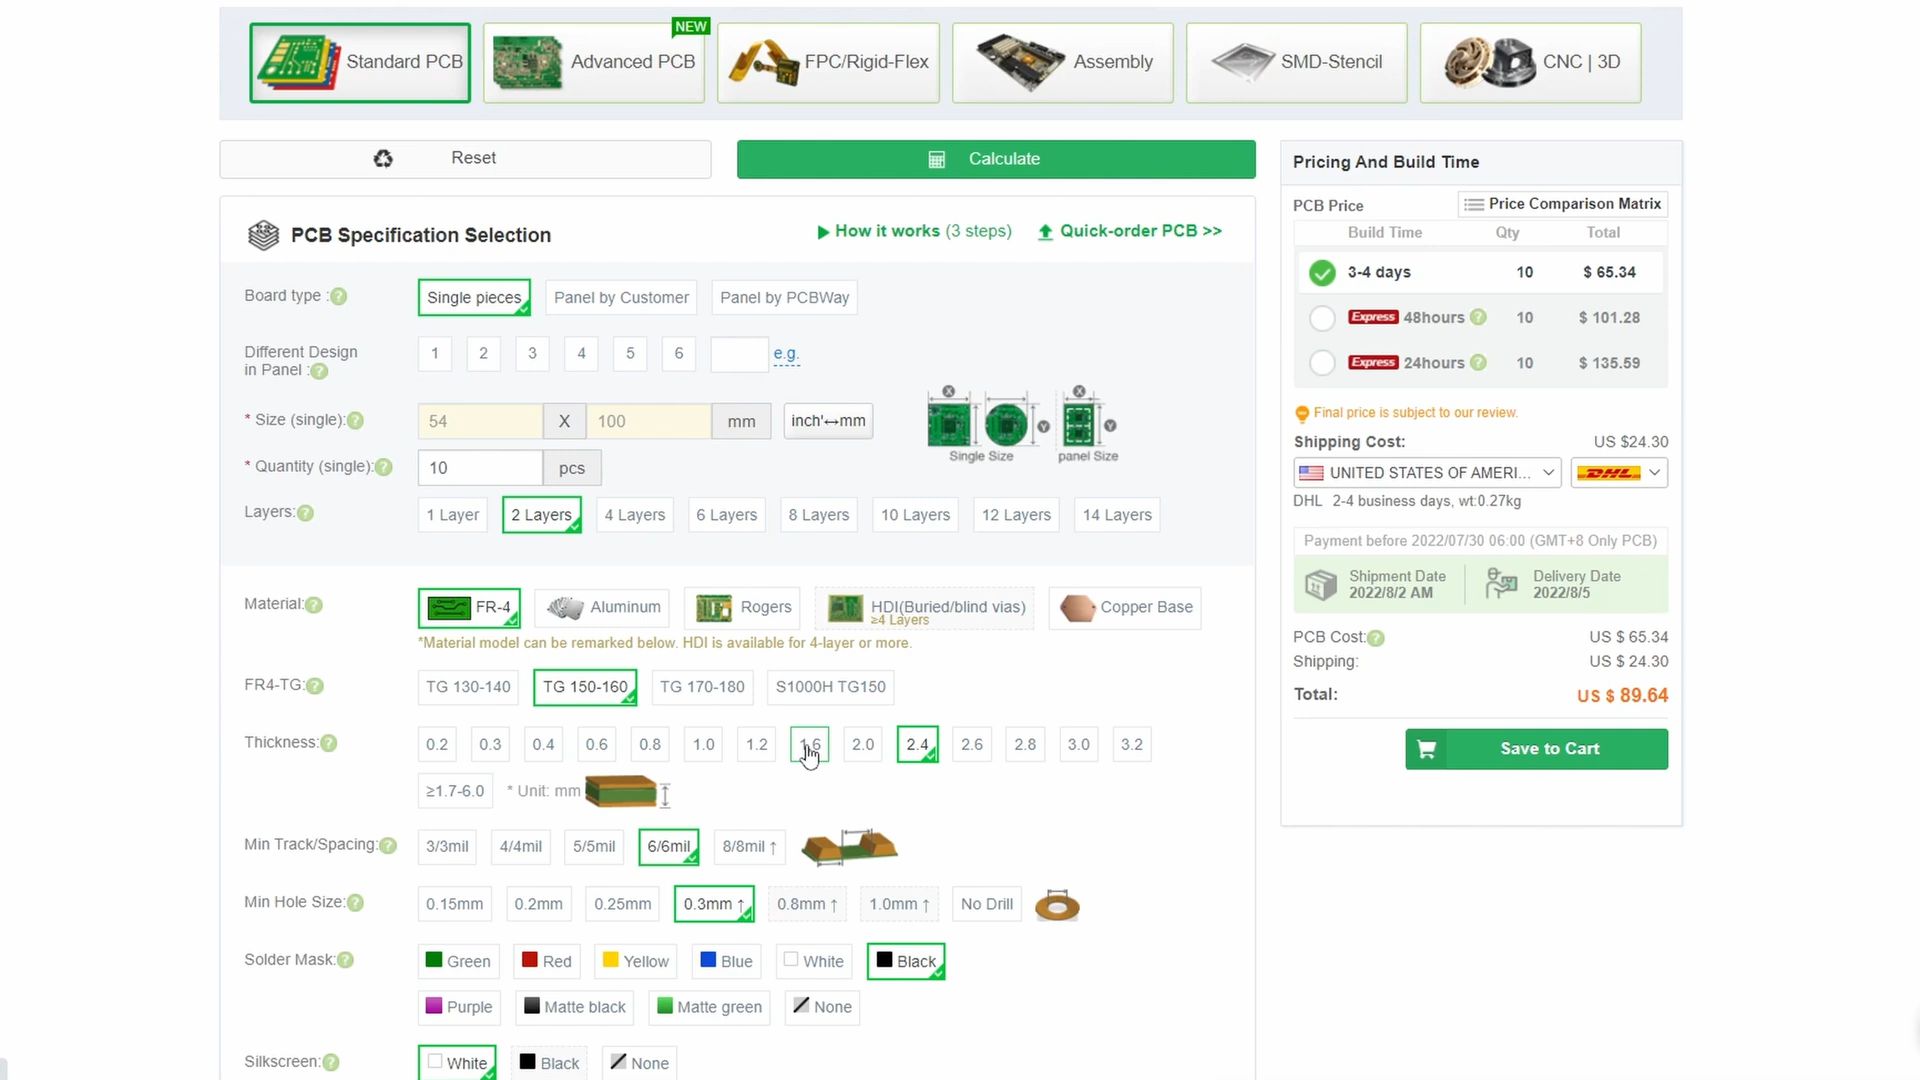 NEW
Standard PCB
Advanced PCB
FPC/Rigid-Flex
Assembly
SMD-Stencil
CNC | 3D
Reset
Calculate
PCB Specification Selection
How it works (3 steps)
Quick-order PCB >>
Board type :
Single pieces
Panel by Customer
Panel by PCBWay
Different Design
in Panel :
1 2 3 4 5 6
e.g.
* Size (single):
54 X 100 mm
inch'↔mm
X X X
Y Y
Single Size
panel Size
* Quantity (single):
10 pcs
Layers:
1 Layer
2 Layers
4 Layers
6 Layers
8 Layers
10 Layers
12 Layers
14 Layers
Material:
FR-4
Aluminum
Rogers
HDI(Buried/blind vias)
≥4 Layers
Copper Base
*Material model can be remarked below. HDI is available for 4-layer or more.
FR4-TG:
TG 130-140
TG 150-160
TG 170-180
S1000H TG150
Thickness:
0.2 0.3 0.4 0.6 0.8 1.0 1.2 1.6 2.0 2.4 2.6 2.8 3.0 3.2
≥1.7-6.0
* Unit: mm
Min Track/Spacing:
3/3mil
4/4mil
5/5mil
6/6mil
8/8mil ↑
Min Hole Size:
0.15mm
0.2mm
0.25mm
0.3mm ↑
0.8mm ↑
1.0mm ↑
No Drill
Solder Mask:
Green
Red
Yellow
Blue
White
Black
Purple
Matte black
Matte green
None
Silkscreen:
White
Black
None
Pricing And Build Time
PCB Price
Price Comparison Matrix
Build Time Qty Total
3-4 days 10 $ 65.34
Express 48hours 10 $ 101.28
Express 24hours 10 $ 135.59
Final price is subject to our review.
Shipping Cost: US $24.30
UNITED STATES OF AMERI...
DHL
DHL 2-4 business days, wt:0.27kg
Payment before 2022/07/30 06:00 (GMT+8 Only PCB)
Shipment Date
2022/8/2 AM
Delivery Date
2022/8/5
PCB Cost: US $ 65.34
Shipping: US $ 24.30
Total: US $ 89.64
Save to Cart